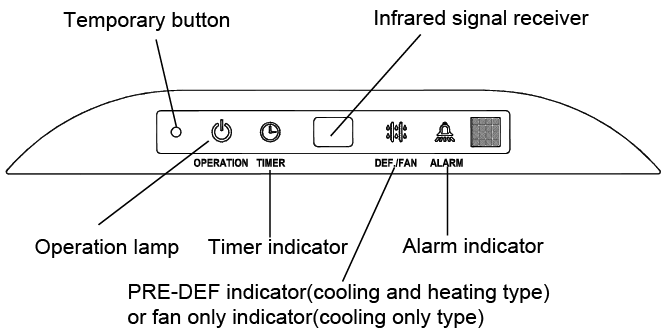 Temporary button
Infrared signal receiver
OPERATION TIMER DEF./FAN ALARM
Operation lamp
Timer indicator
Alarm indicator
PRE-DEF indicator(cooling and heating type)
or fan only indicator(cooling only type)